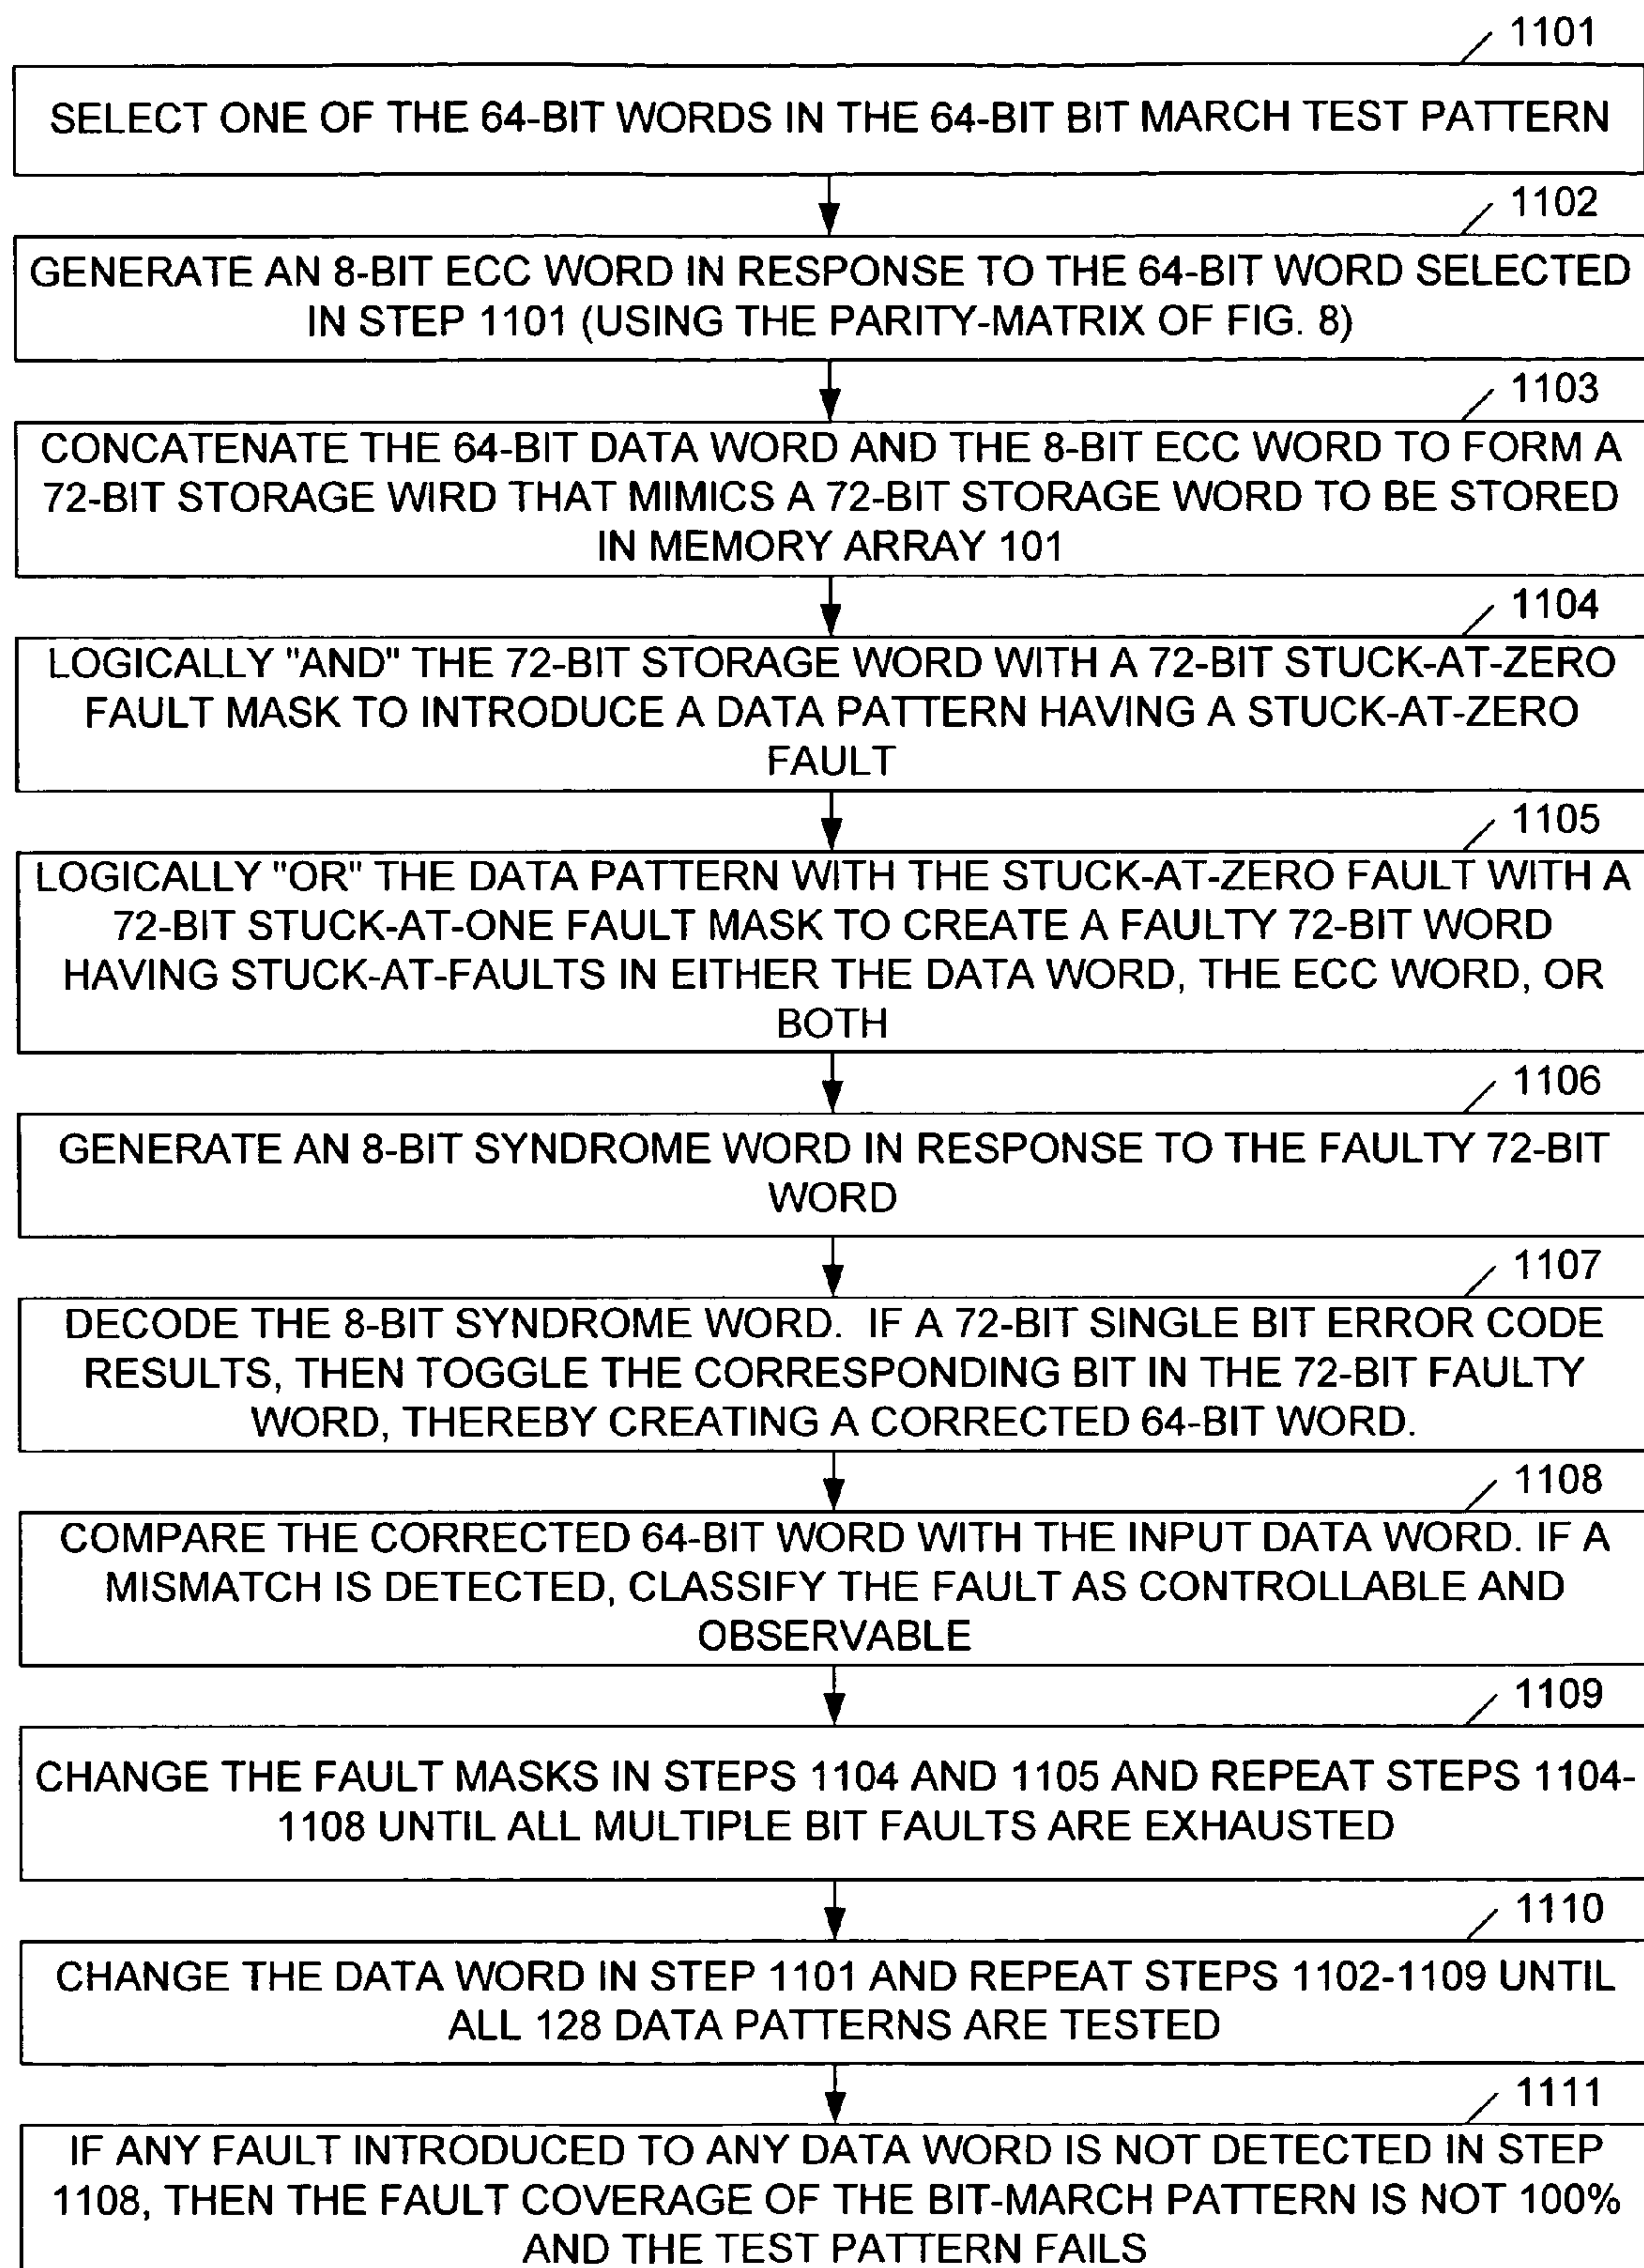 1101
SELECT ONE OF THE 64-BIT WORDS IN THE 64-BIT BIT MARCH TEST PATTERN
1102
GENERATE AN 8-BIT ECC WORD IN RESPONSE TO THE 64-BIT WORD SELECTED
IN STEP 1101 (USING THE PARITY-MATRIX OF FIG. 8)
1103
CONCATENATE THE 64-BIT DATA WORD AND THE 8-BIT ECC WORD TO FORM A
72-BIT STORAGE WIRD THAT MIMICS A 72-BIT STORAGE WORD TO BE STORED
IN MEMORY ARRAY 101
1104
LOGICALLY "AND" THE 72-BIT STORAGE WORD WITH A 72-BIT STUCK-AT-ZERO
FAULT MASK TO INTRODUCE A DATA PATTERN HAVING A STUCK-AT-ZERO
FAULT
1105
LOGICALLY "OR" THE DATA PATTERN WITH THE STUCK-AT-ZERO FAULT WITH A
72-BIT STUCK-AT-ONE FAULT MASK TO CREATE A FAULTY 72-BIT WORD
HAVING STUCK-AT-FAULTS IN EITHER THE DATA WORD, THE ECC WORD, OR
BOTH
1106
GENERATE AN 8-BIT SYNDROME WORD IN RESPONSE TO THE FAULTY 72-BIT
WORD
1107
DECODE THE 8-BIT SYNDROME WORD. IF A 72-BIT SINGLE BIT ERROR CODE
RESULTS, THEN TOGGLE THE CORRESPONDING BIT IN THE 72-BIT FAULTY
WORD, THEREBY CREATING A CORRECTED 64-BIT WORD.
1108
COMPARE THE CORRECTED 64-BIT WORD WITH THE INPUT DATA WORD. IF A
MISMATCH IS DETECTED, CLASSIFY THE FAULT AS CONTROLLABLE AND
OBSERVABLE
1109
CHANGE THE FAULT MASKS IN STEPS 1104 AND 1105 AND REPEAT STEPS 1104-
1108 UNTIL ALL MULTIPLE BIT FAULTS ARE EXHAUSTED
1110
CHANGE THE DATA WORD IN STEP 1101 AND REPEAT STEPS 1102-1109 UNTIL
ALL 128 DATA PATTERNS ARE TESTED
1111
IF ANY FAULT INTRODUCED TO ANY DATA WORD IS NOT DETECTED IN STEP
1108, THEN THE FAULT COVERAGE OF THE BIT-MARCH PATTERN IS NOT 100%
AND THE TEST PATTERN FAILS